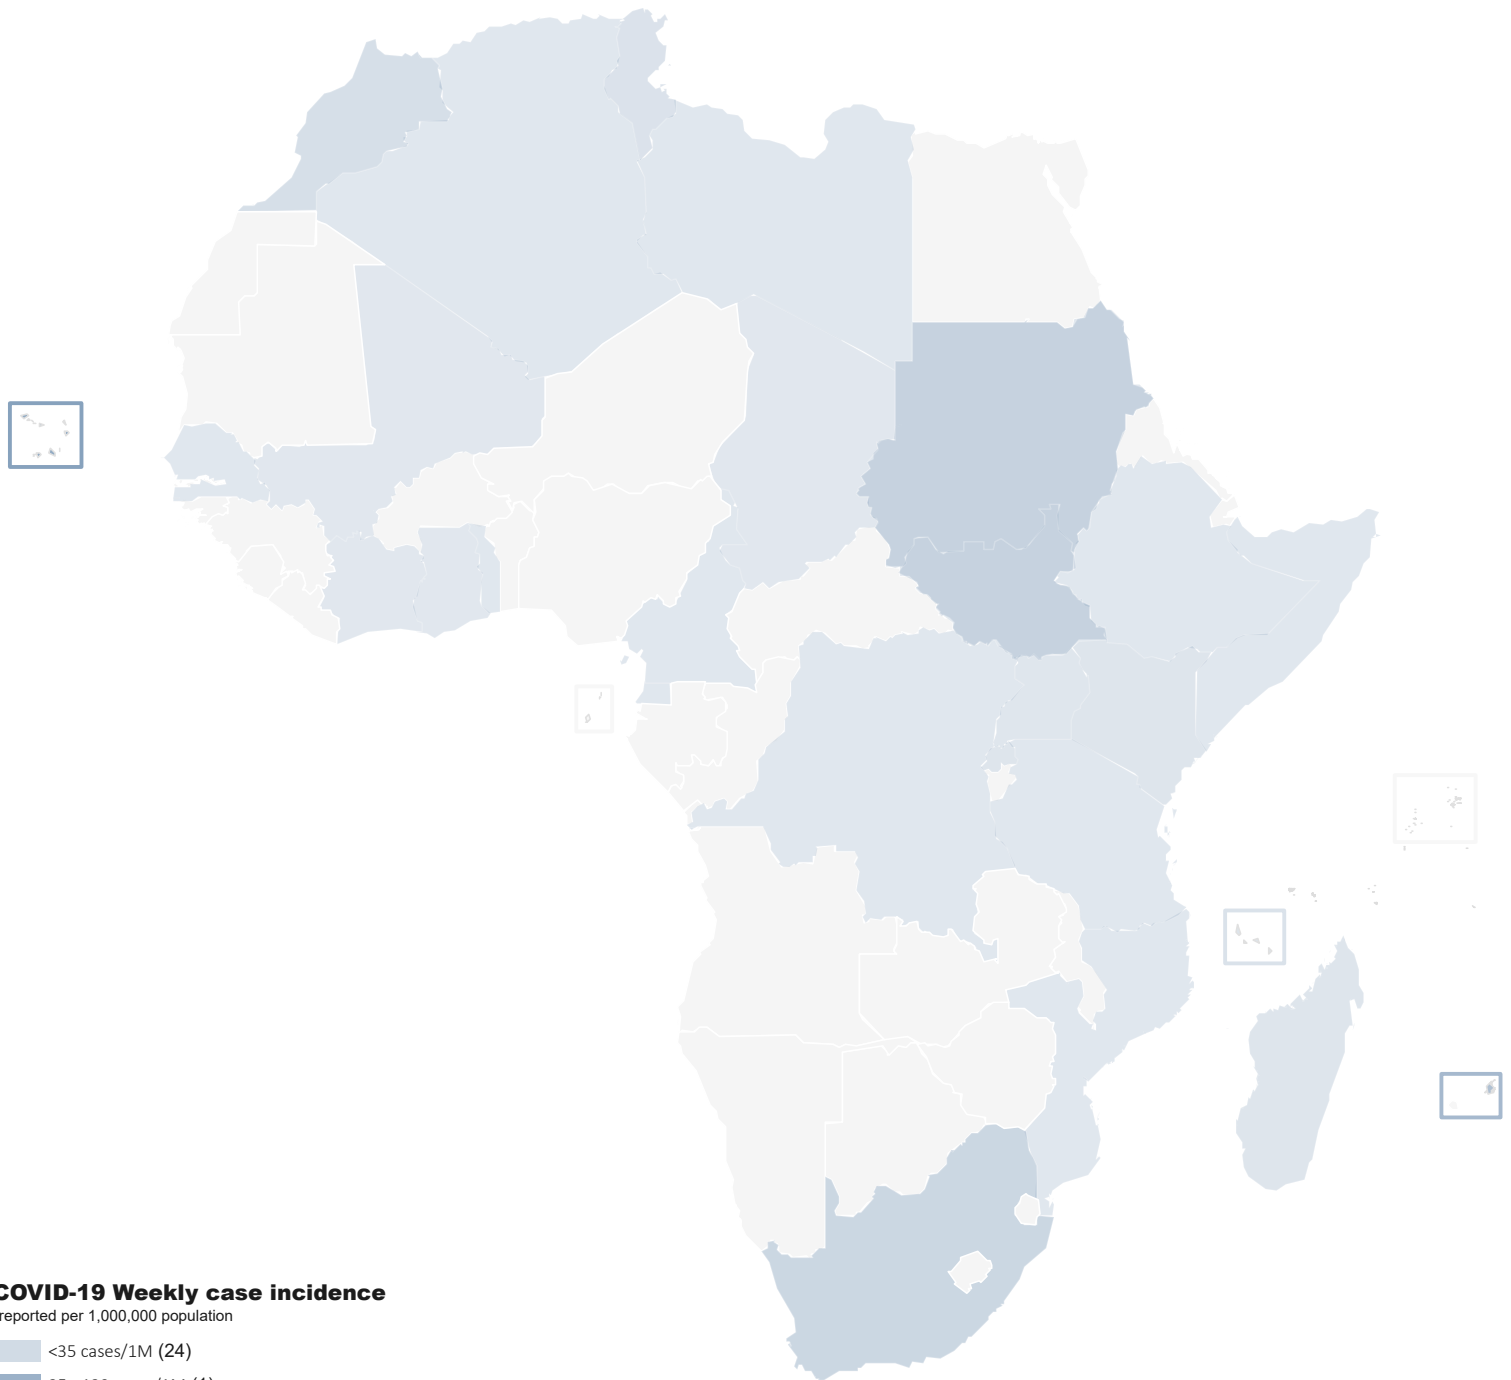 COVID-19 Weekly case incidence
reported per 1,000,000 population
<35 cases/1M (24)